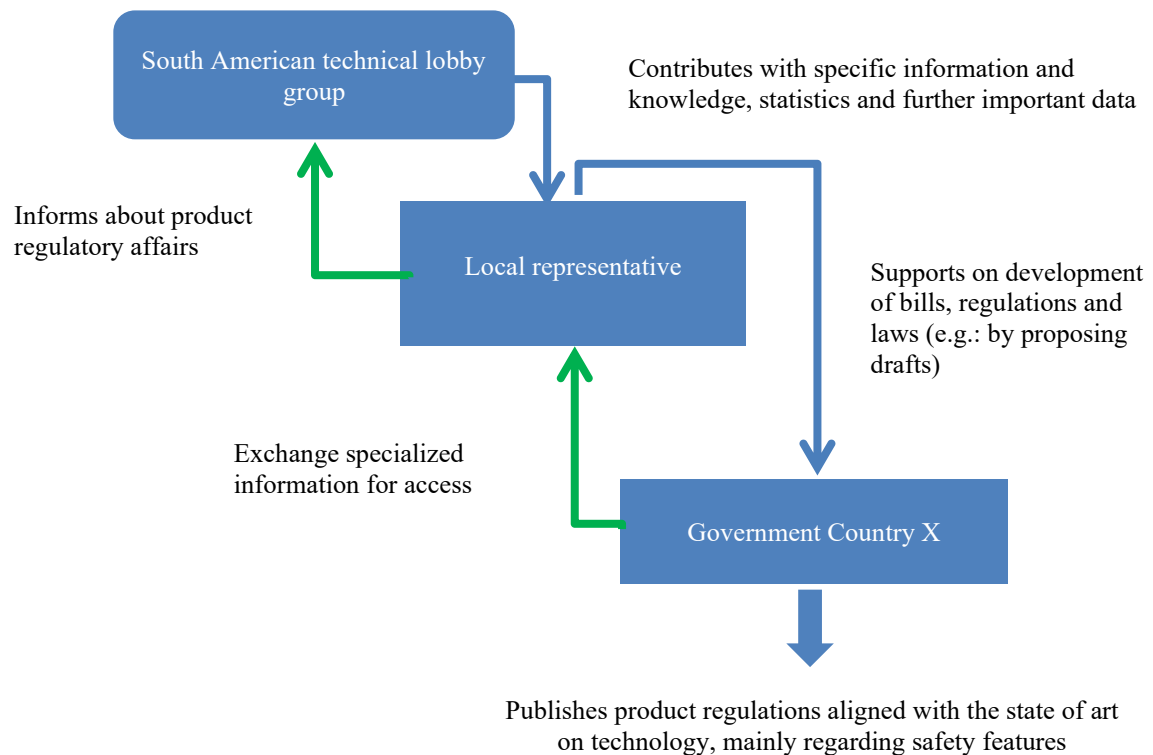 South American technical lobby
group
Contributes with specific information and
knowledge, statistics and further important data
Informs about product
regulatory affairs
Local representative
Supports on development
of bills, regulations and
laws (e.g.: by proposing
drafts)
Exchange specialized
information for access
Government Country X
Publishes product regulations aligned with the state of art
on technology, mainly regarding safety features